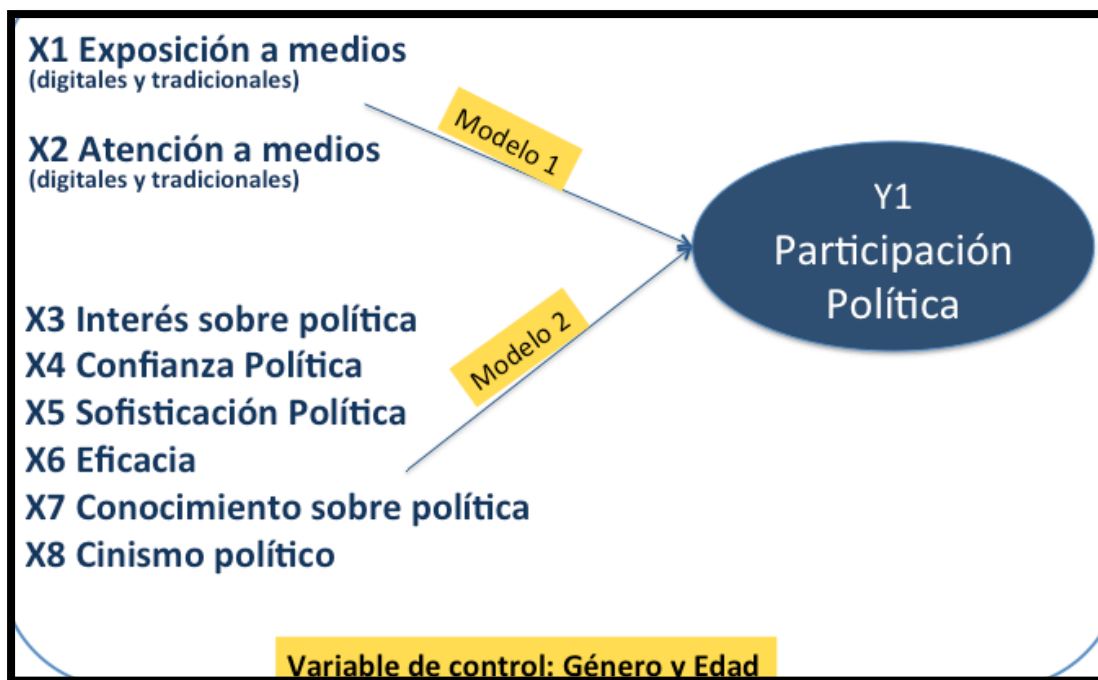 X1 Exposición a medios
(digitales y tradicionales)
X2 Atención a medios
(digitales y tradicionales)
Modelo 1
Y1
Participación
Política
X3 Interés sobre política
X4 Confianza Política
X5 Sofisticación Política
X6 Eficacia
X7 Conocimiento sobre política
X8 Cinismo político
Modelo 2
Variable de control: Género y Edad